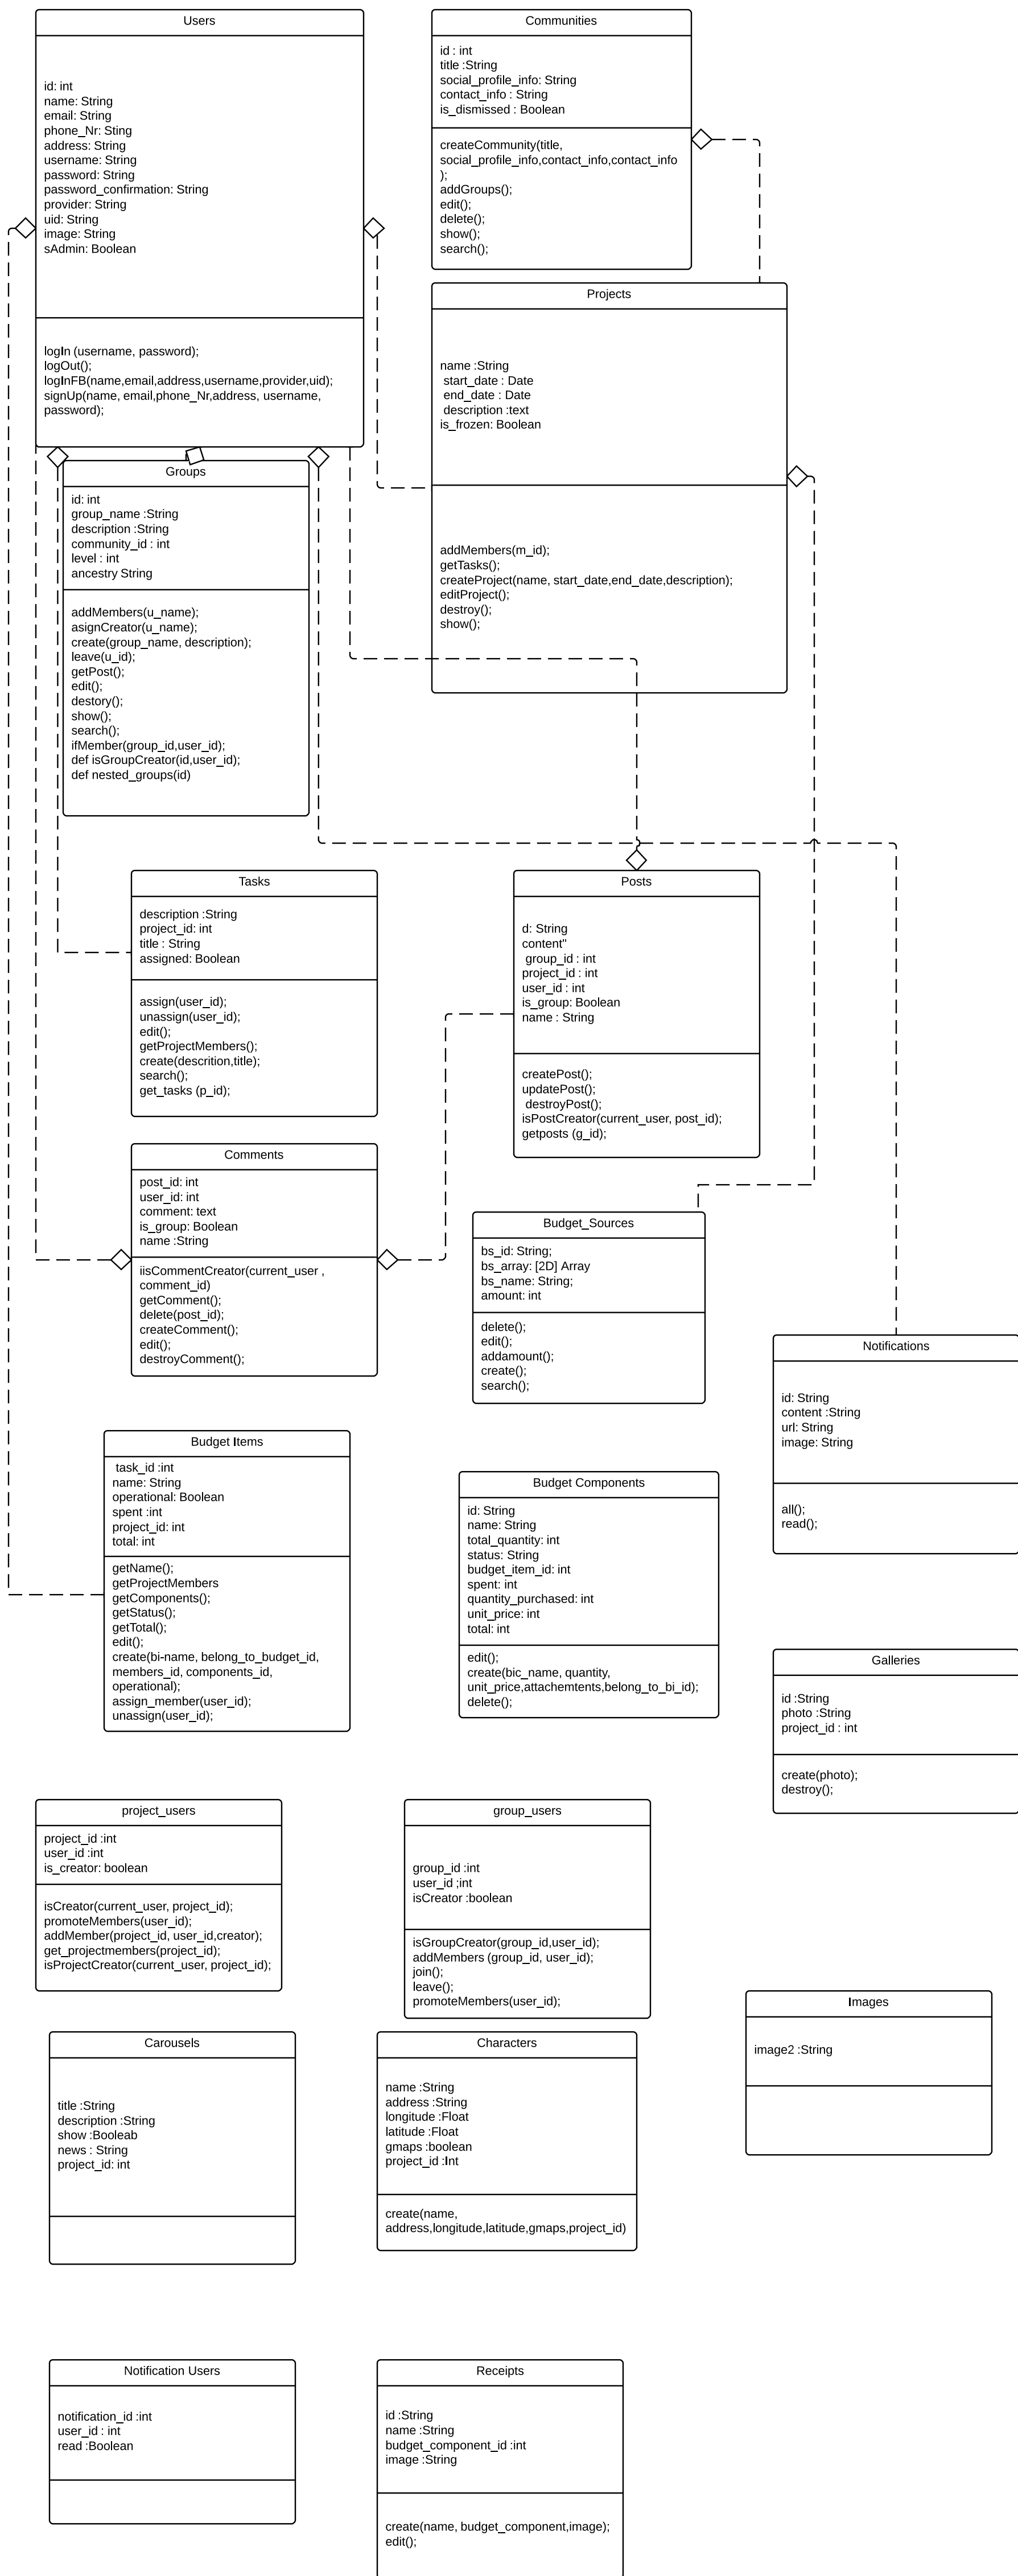 Users
id: int
name: String
email: String
phone_Nr: Sting
address: String
username: String
password: String
password_confirmation: String
provider: String
uid: String
image: String
sAdmin: Boolean
logIn (username, password);
logOut();
logInFB(name,email,address,username,provider,uid);
signUp(name, email,phone_Nr,address, username,
password);
Communities
id : int
title :String
social_profile_info: String
contact_info : String
is_dismissed : Boolean
createCommunity(title,
social_profile_info,contact_info,contact_info
);
addGroups();
edit();
delete();
show();
search();
Projects
name :String
start_date : Date
end_date : Date
description :text
is_frozen: Boolean
addMembers(m_id);
getTasks();
createProject(name, start_date,end_date,description);
editProject();
destroy();
show();
Groups
id: int
group_name :String
description :String
community_id : int
level : int
ancestry String
addMembers(u_name);
asignCreator(u_name);
create(group_name, description);
leave(u_id);
getPost();
edit();
destory();
show();
search();
ifMember(group_id,user_id);
def isGroupCreator(id,user_id);
def nested_groups(id)
Tasks
description :String
project_id: int
title : String
assigned: Boolean
assign(user_id);
unassign(user_id);
edit();
getProjectMembers();
create(descrition,title);
search();
get_tasks (p_id);
Posts
d: String
content"
group_id : int
project_id : int
user_id : int
is_group: Boolean
name : String
createPost();
updatePost();
destroyPost();
isPostCreator(current_user, post_id);
getposts (g_id);
Comments
post_id: int
user_id: int
comment: text
is_group: Boolean
name :String
iisCommentCreator(current_user ,
comment_id)
getComment();
delete(post_id);
createComment();
edit();
destroyComment();
Budget_Sources
bs_id: String;
bs_array: [2D] Array
bs_name: String;
amount: int
delete();
edit();
addamount();
create();
search();
Notifications
id: String
content :String
url: String
image: String
all();
read();
Budget Items
task_id :int
name: String
operational: Boolean
spent :int
project_id: int
total: int
getName();
getProjectMembers
getComponents();
getStatus();
getTotal();
edit();
create(bi-name, belong_to_budget_id,
members_id, components_id,
operational);
assign_member(user_id);
unassign(user_id);
Budget Components
id: String
name: String
total_quantity: int
status: String
budget_item_id: int
spent: int
quantity_purchased: int
unit_price: int
total: int
edit();
create(bic_name, quantity,
unit_price,attachemtents,belong_to_bi_id);
delete();
Galleries
id :String
photo :String
project_id : int
create(photo);
destroy();
project_users
project_id :int
user_id :int
is_creator: boolean
isCreator(current_user, project_id);
promoteMembers(user_id);
addMember(project_id, user_id,creator);
get_projectmembers(project_id);
isProjectCreator(current_user, project_id);
group_users
group_id :int
user_id ;int
isCreator :boolean
isGroupCreator(group_id,user_id);
addMembers (group_id, user_id);
join();
leave();
promoteMembers(user_id);
Images
image2 :String
Carousels
title :String
description :String
show :Booleab
news : String
project_id: int
Characters
name :String
address :String
longitude :Float
latitude :Float
gmaps :boolean
project_id :Int
create(name,
address,longitude,latitude,gmaps,project_id)
Notification Users
notification_id :int
user_id : int
read :Boolean
Receipts
id :String
name :String
budget_component_id :int
image :String
create(name, budget_component,image);
edit();